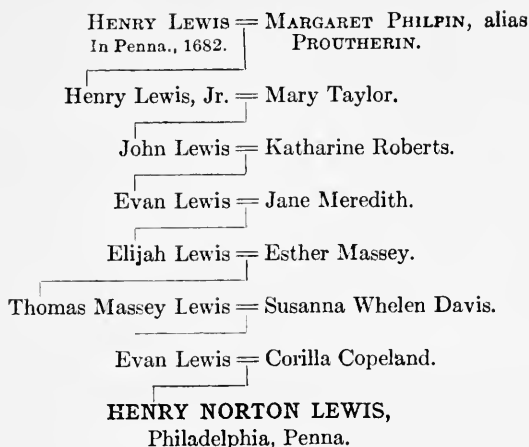 HENRY LEWIS = MARGARET PHILPIN, alias
In Penna., 1682. PROUTHERIN.
Henry Lewis, Jr. = Mary Taylor.
John Lewis = Katharine Roberts.
Evan Lewis = Jane Meredith.
Elijah Lewis = Esther Massey.
Thomas Massey Lewis = Susanna Whelen Davis.
Evan Lewis = Corilla Copeland.
HENRY NORTON LEWIS,
Philadelphia, Penna.